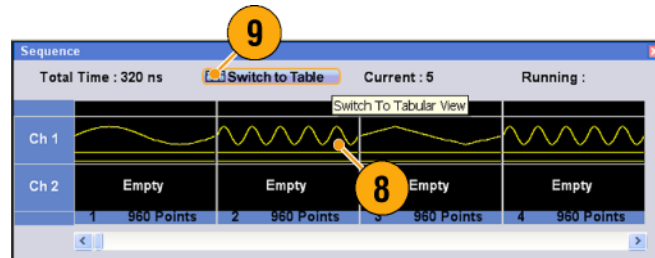 9
Sequence
Total Time : 320 ns Switch to Table Current : 5 Running :
Switch To Tabular View
Ch 1
8
Ch 2 Empty Empty Empty Empty
1 960 Points 2 960 Points 3 960 Points 4 960 Points